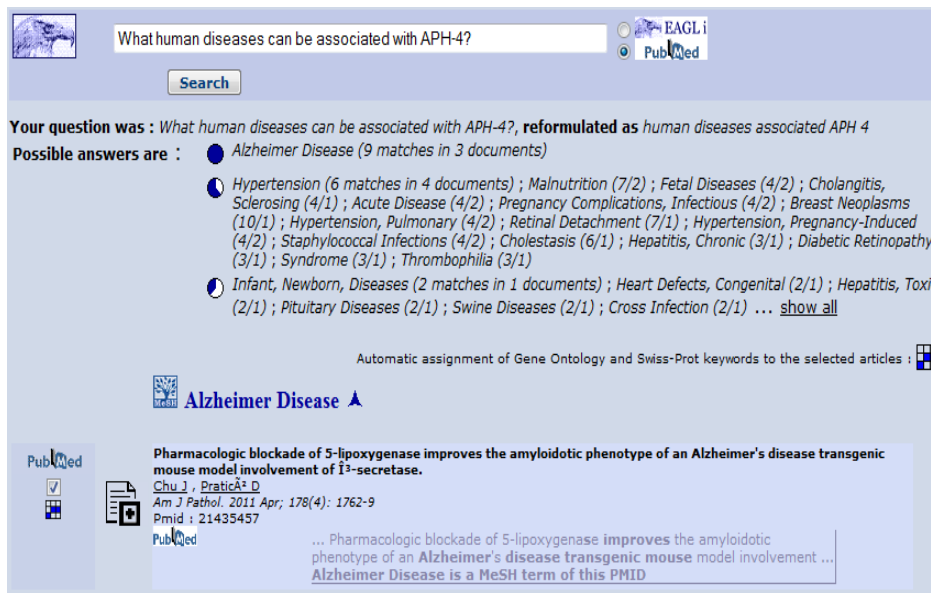 What human diseases can be associated with APH-4?
EAGLi
PubMed
Search
Your question was : What human diseases can be associated with APH-4?, reformulated as human diseases associated APH 4
Possible answers are : Alzheimer Disease (9 matches in 3 documents)
Hypertension (6 matches in 4 documents) ; Malnutrition (7/2) ; Fetal Diseases (4/2) ; Cholangitis,
Sclerosing (4/1) ; Acute Disease (4/2) ; Pregnancy Complications, Infectious (4/2) ; Breast Neoplasms
(10/1) ; Hypertension, Pulmonary (4/2) ; Retinal Detachment (7/1) ; Hypertension, Pregnancy-Induced
(4/2) ; Staphylococcal Infections (4/2) ; Cholestasis (6/1) ; Hepatitis, Chronic (3/1) ; Diabetic Retinopathy
(3/1) ; Syndrome (3/1) ; Thrombophilia (3/1)
Infant, Newborn, Diseases (2 matches in 1 documents) ; Heart Defects, Congenital (2/1) ; Hepatitis, Toxi
(2/1) ; Pituitary Diseases (2/1) ; Swine Diseases (2/1) ; Cross Infection (2/1) ... show all
Automatic assignment of Gene Ontology and Swiss-Prot keywords to the selected articles :
MeSH Alzheimer Disease
PubMed
Pharmacologic blockade of 5-lipoxygenase improves the amyloidotic phenotype of an Alzheimer's disease transgenic
mouse model involvement of Î³-secretase.
Chu J , PraticÃ² D
Am J Pathol. 2011 Apr; 178(4): 1762-9
Pmid : 21435457
PubMed
... Pharmacologic blockade of 5-lipoxygenase improves the amyloidotic
phenotype of an Alzheimer's disease transgenic mouse model involvement ...
Alzheimer Disease is a MeSH term of this PMID